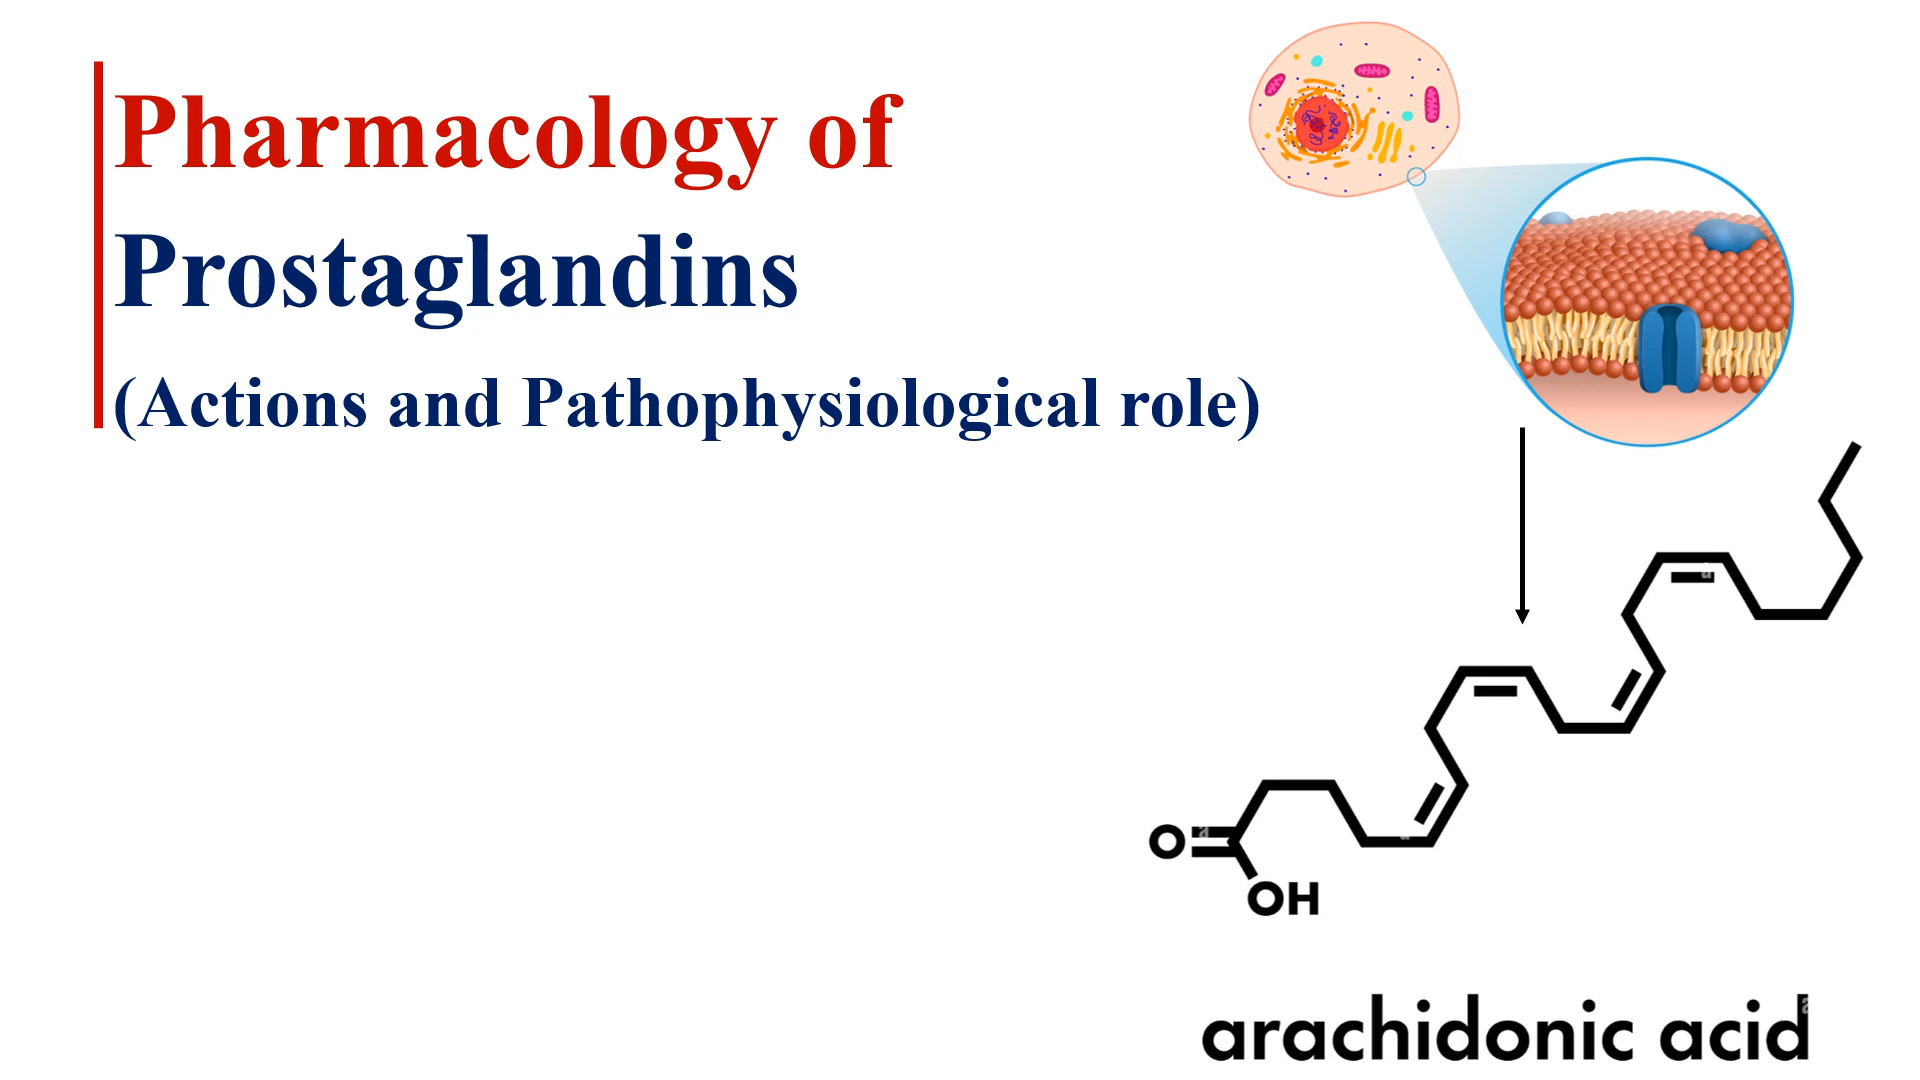 Pharmacology of
Prostaglandins
(Actions and Pathophysiological role)
O
OH
arachidonic acid